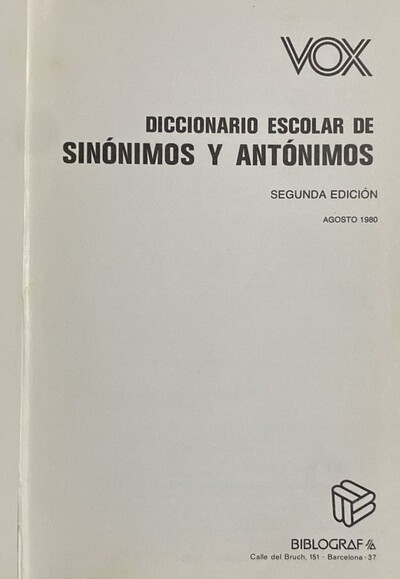 VOX
DICCIONARIO ESCOLAR DE
SINÓNIMOS Y ANTÓNIMOS
SEGUNDA EDICIÓN
AGOSTO 1980
BIBLOGRAF S/A
Calle del Bruch, 151 - Barcelona - 37